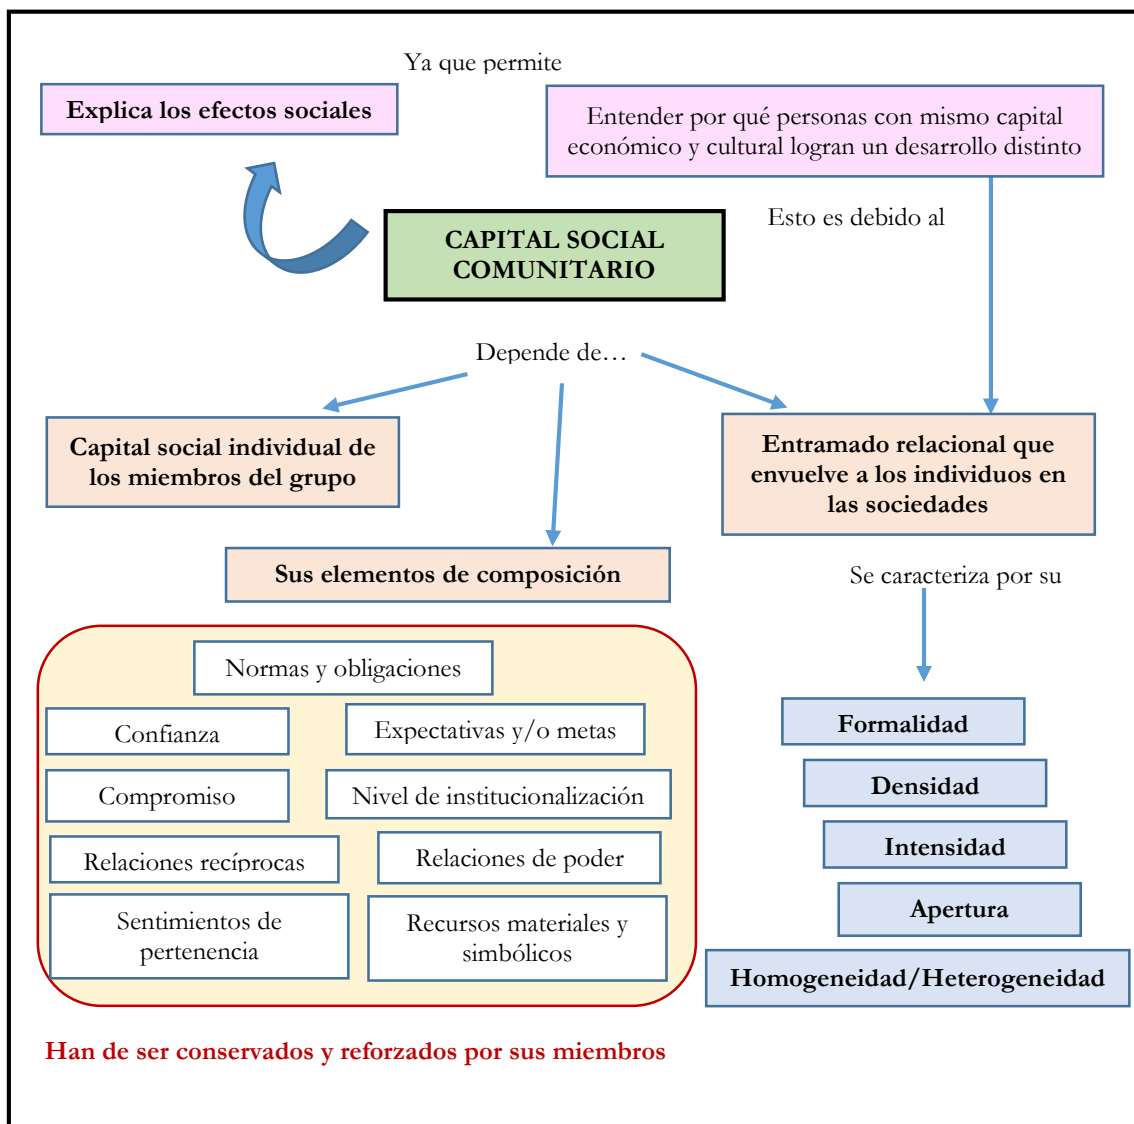 Ya que permite
Explica los efectos sociales
Entender por qué personas con mismo capital
económico y cultural logran un desarrollo distinto
Esto es debido al
CAPITAL SOCIAL
COMUNITARIO
Depende de…
Capital social individual de
los miembros del grupo
Entramado relacional que
envuelve a los individuos en
las sociedades
Sus elementos de composición
Se caracteriza por su
Normas y obligaciones
Confianza
Expectativas y/o metas
Compromiso
Nivel de institucionalización
Relaciones recíprocas
Relaciones de poder
Sentimientos de
pertenencia
Recursos materiales y
simbólicos
Formalidad
Densidad
Intensidad
Apertura
Homogeneidad/Heterogeneidad
Han de ser conservados y reforzados por sus miembros